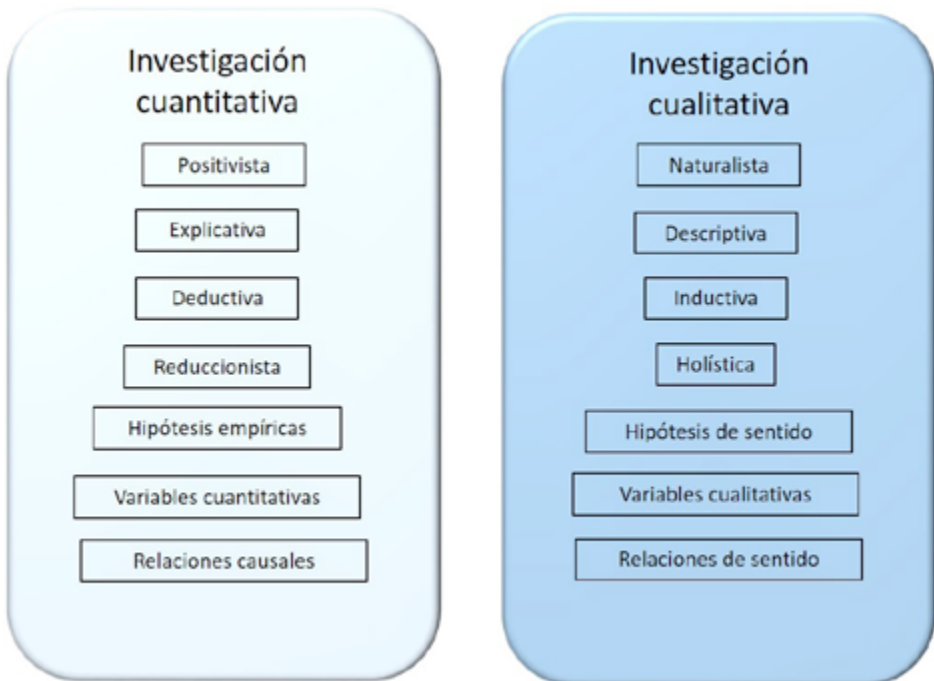 Investigación
cuantitativa
Positivista
Explicativa
Deductiva
Reduccionista
Hipótesis empíricas
Variables cuantitativas
Relaciones causales
Investigación
cualitativa
Naturalista
Descriptiva
Inductiva
Holística
Hipótesis de sentido
Variables cualitativas
Relaciones de sentido